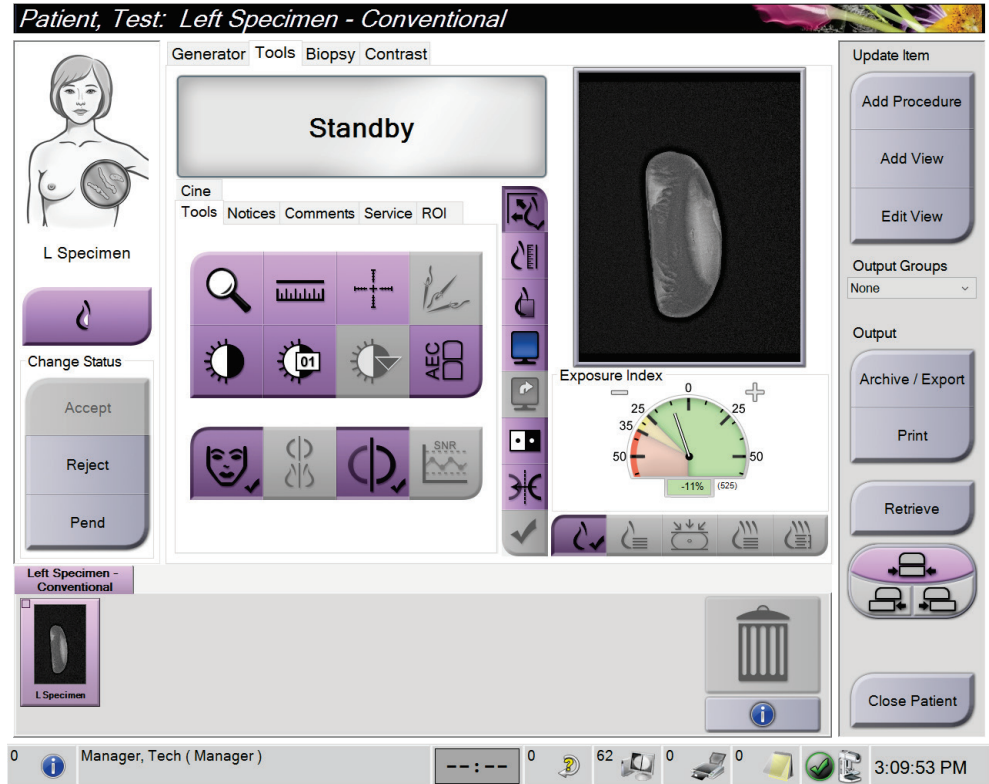 Patient, Test: Left Specimen - Conventional
Generator Tools Biopsy Contrast
Standby
Cine
Tools Notices Comments Service ROI
01
AEC
SNR
L Specimen
Change Status
Accept
Reject
Pend
Exposure Index
0
25 25
35
50 50
-11% (525)
Update Item
Add Procedure
Add View
Edit View
Output Groups
None
Output
Archive / Export
Print
Retrieve
Close Patient
Left Specimen -
Conventional
L Specimen
0 Manager, Tech ( Manager ) --:-- 0 62 0 0 3:09:53 PM